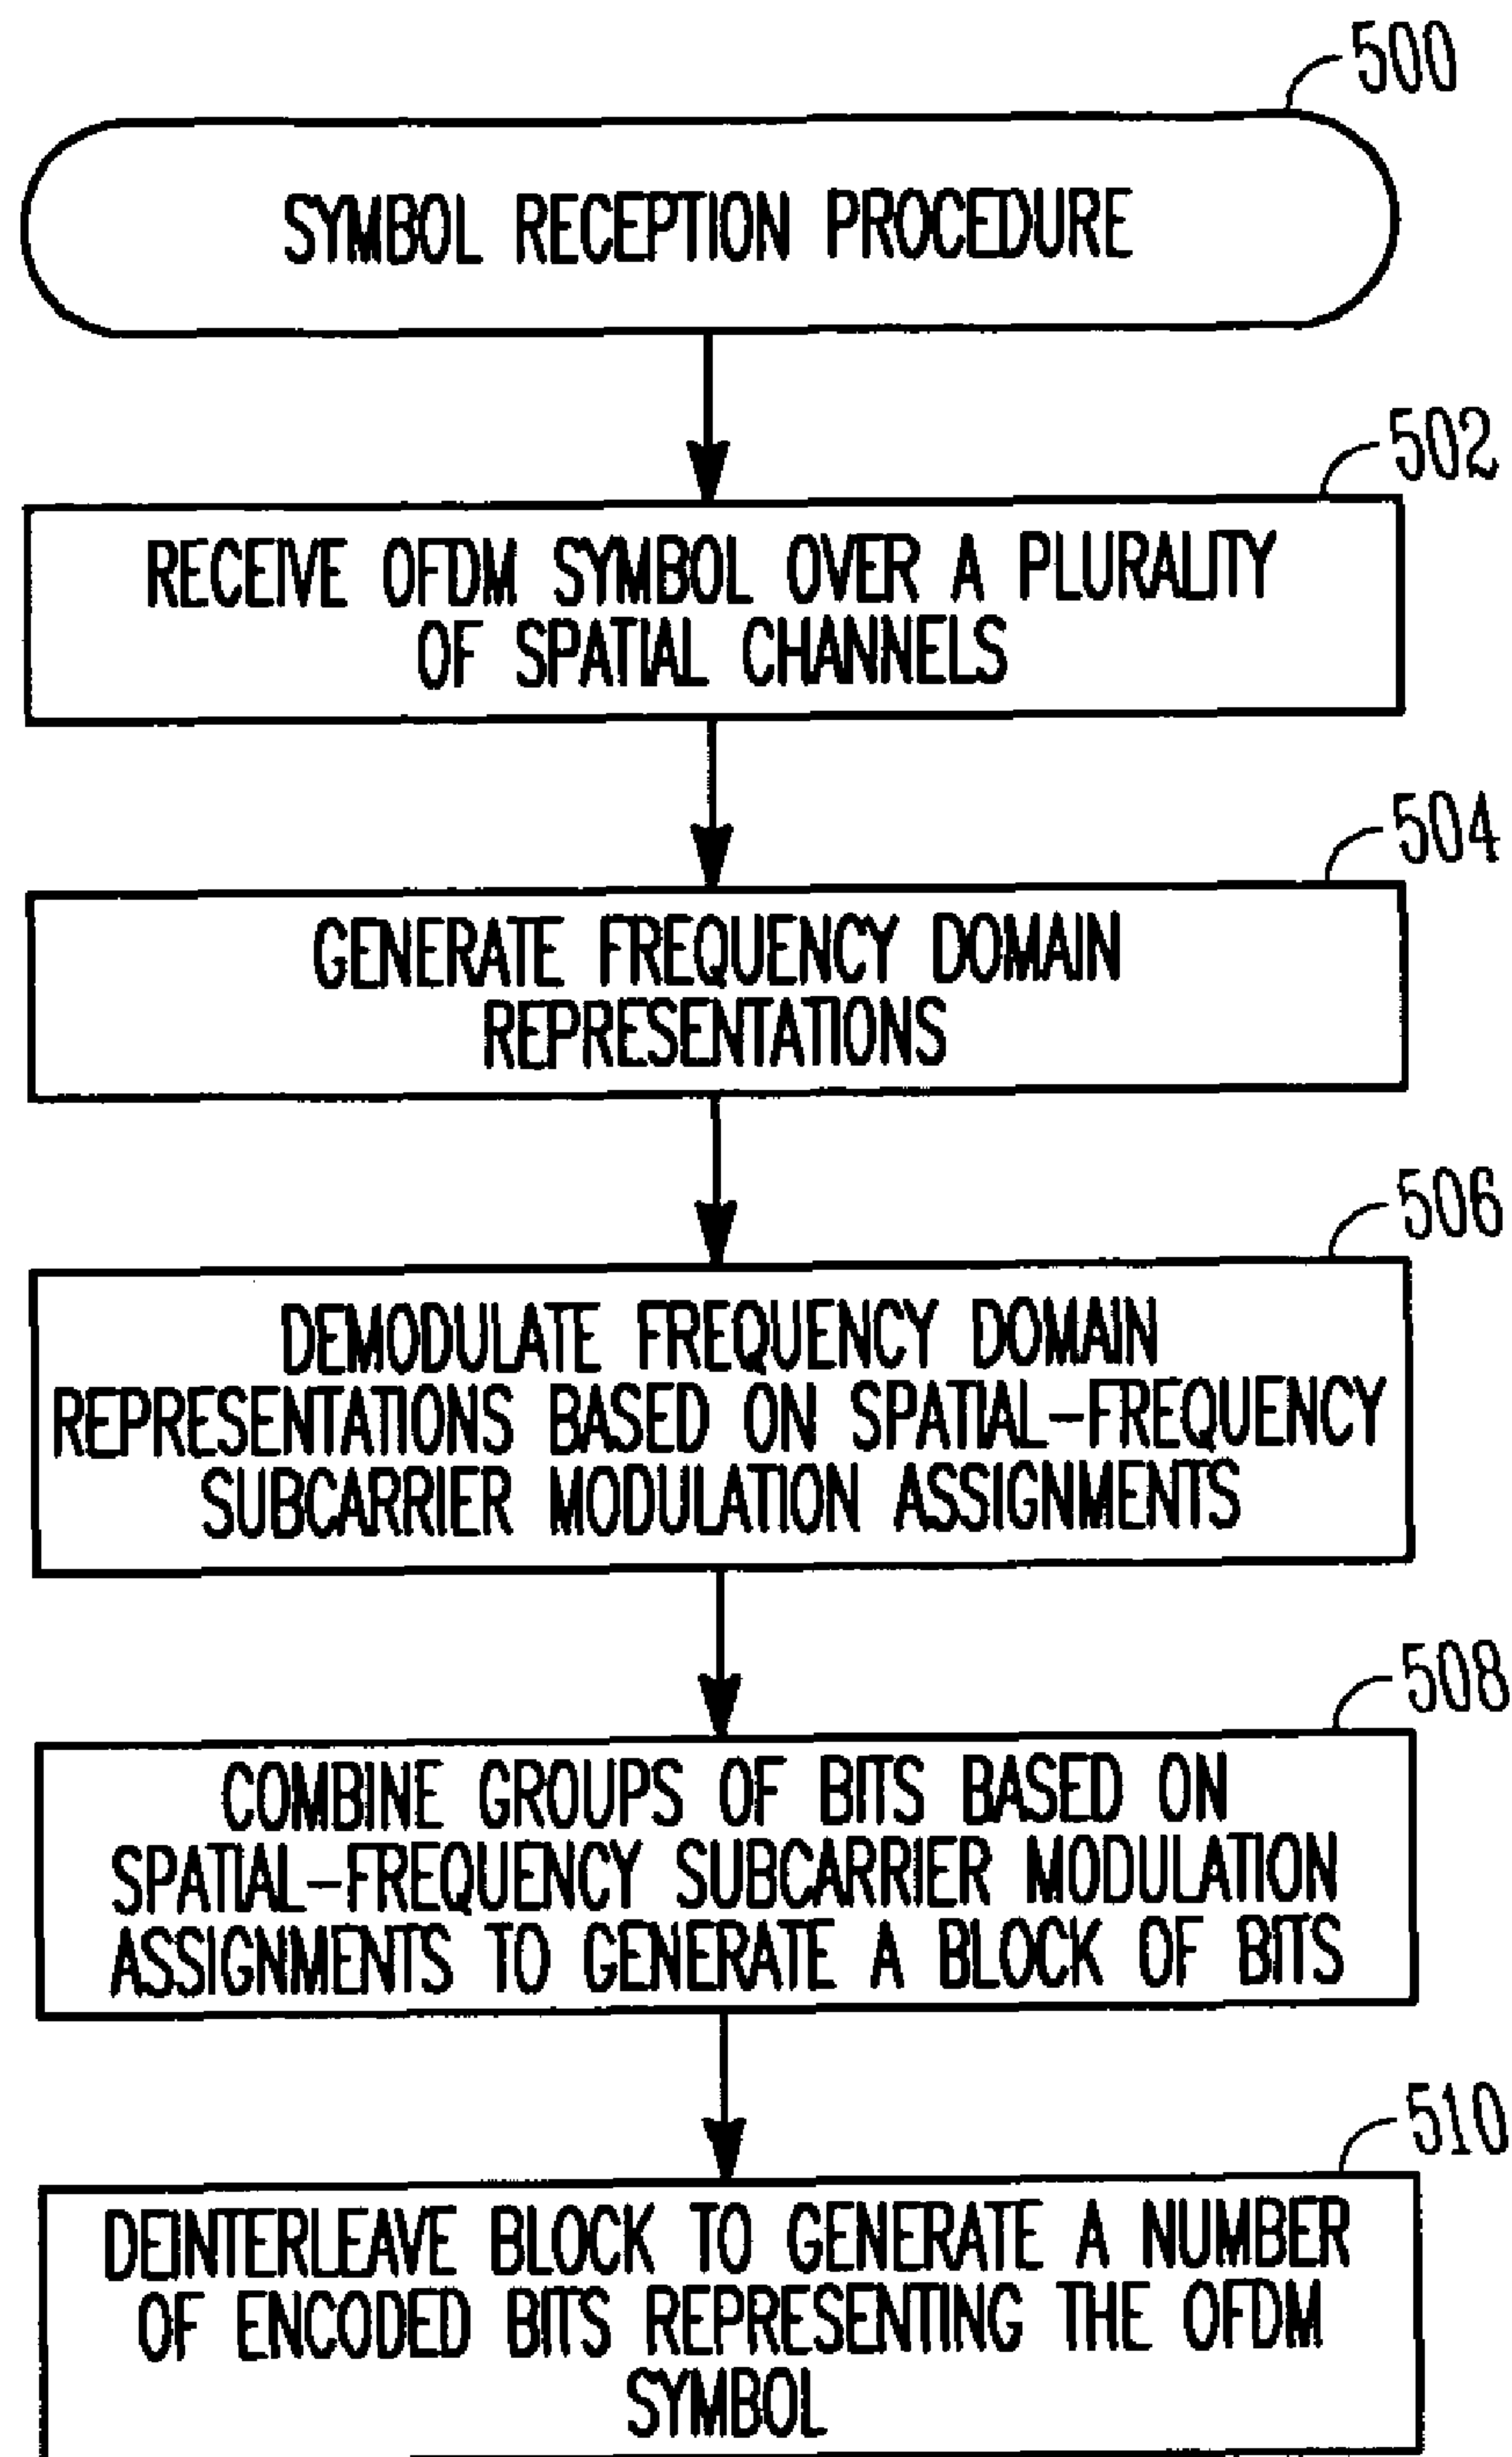 500
SYMBOL RECEPTION PROCEDURE
502
RECEIVE OFDM SYMBOL OVER A PLURALITY
OF SPATIAL CHANNELS
504
GENERATE FREQUENCY DOMAIN
REPRESENTATIONS
506
DEMODULATE FREQUENCY DOMAIN
REPRESENTATIONS BASED ON SPATIAL-FREQUENCY
SUBCARRIER MODULATION ASSIGNMENTS
508
COMBINE GROUPS OF BITS BASED ON
SPATIAL-FREQUENCY SUBCARRIER MODULATION
ASSIGNMENTS TO GENERATE A BLOCK OF BITS
510
DEINTERLEAVE BLOCK TO GENERATE A NUMBER
OF ENCODED BITS REPRESENTING THE OFDM
SYMBOL